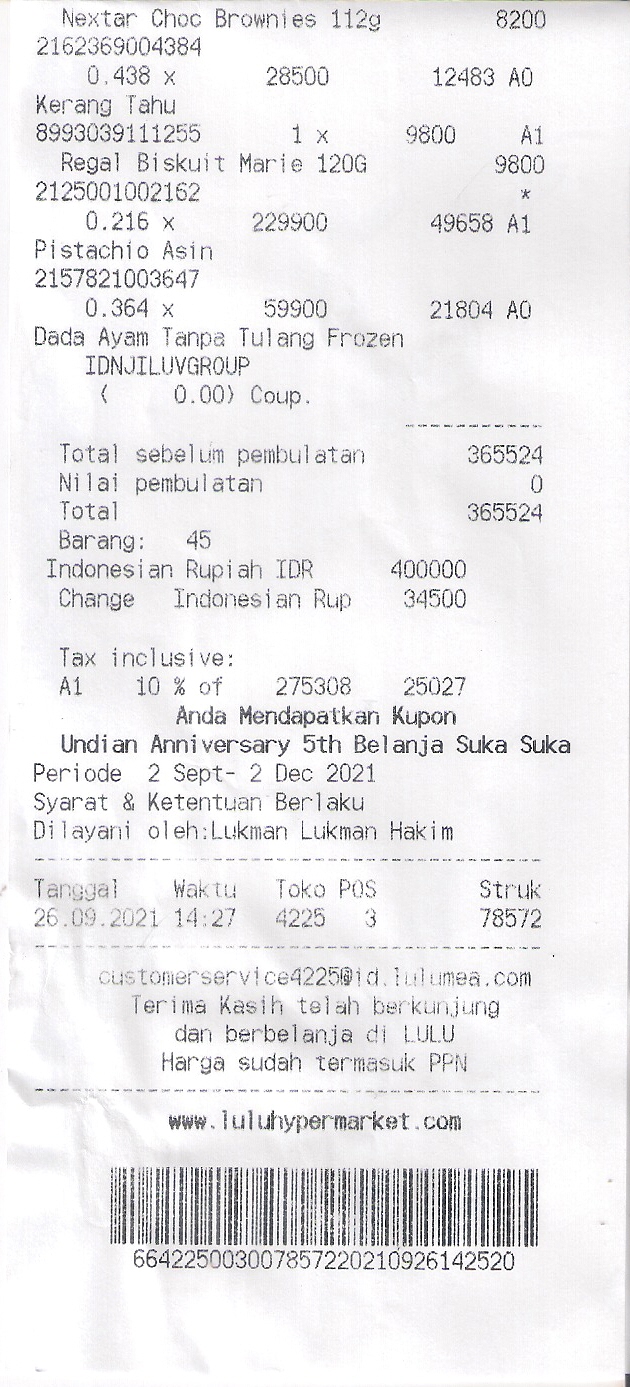 Nextar Choc Brownies 112g 8200
2162369004384
0.438 x 28500 12483 A0
Kerang Tahu
8993039111255 1 x 9800 A1
Regal Biskuit Marie 120G 9800
2125001002162 *
0.216 x 229900 49658 A1
Pistachio Asin
2157821003647
0.364 x 59900 21804 A0
Dada Ayam Tanpa Tulang Frozen
IDNJILUVGROUP
( 0.00) Coup.
Total sebelum pembulatan 365524
Nilai pembulatan 0
Total 365524
Barang: 45
Indonesian Rupiah IDR 400000
Change Indonesian Rup 34500
Tax inclusive:
A1 10 % of 275308 25027
Anda Mendapatkan Kupon
Undian Anniversary 5th Belanja Suka Suka
Periode 2 Sept- 2 Dec 2021
Syarat & Ketentuan Berlaku
Dilayani oleh:Lukman Lukman Hakim
Tanggal Waktu Toko POS Struk
26.09.2021 14:27 4225 3 78572
customerservice4225@id.lulumea.com
Terima Kasih telah berkunjung
dan berbelanja di LULU
Harga sudah termasuk PPN
www.luluhypermarket.com
664225003007857220210926142520